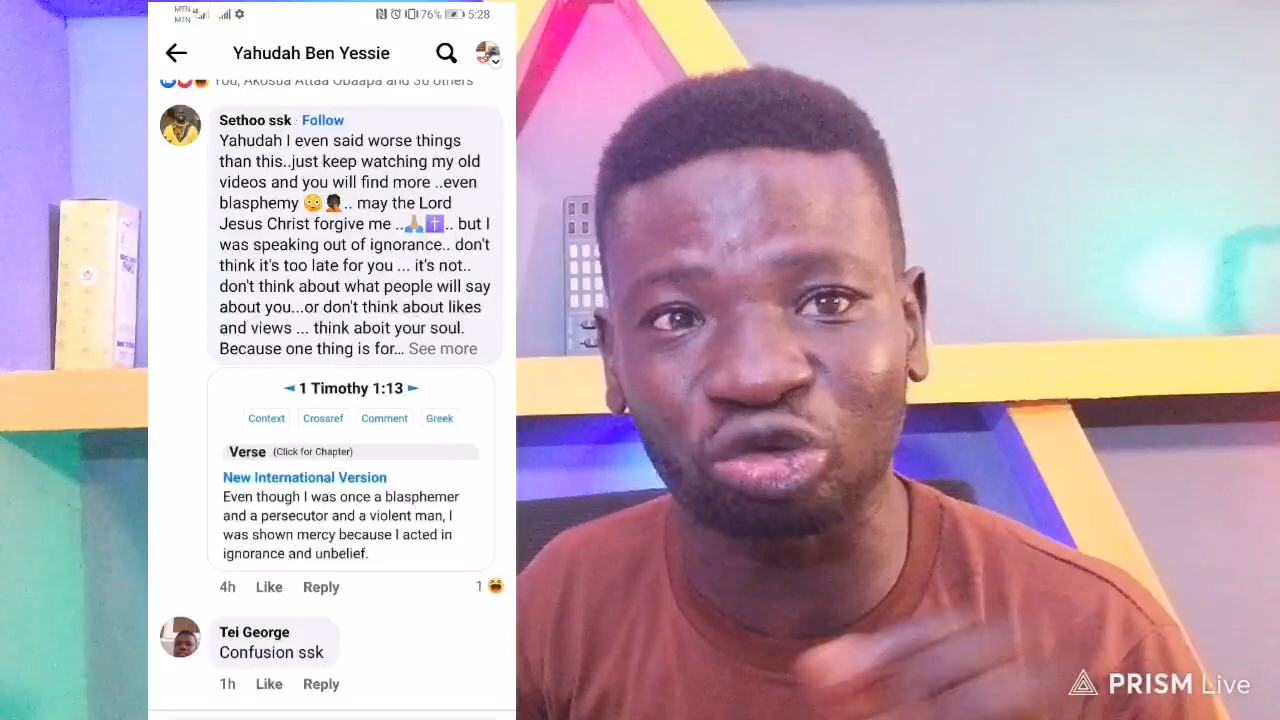 MTN
MTN
76%
5:28
Yahudah Ben Yessie
You, Akosua Attaa Obaapa and 36 others
Sethoo ssk · Follow
Yahudah I even said worse things
than this..just keep watching my old
videos and you will find more ..even
blasphemy 😳🤦🏿.. may the Lord
Jesus Christ forgive me ..🙏🏼✝️.. but I
was speaking out of ignorance.. don't
think it's too late for you ... it's not..
don't think about what people will say
about you...or don't think about likes
and views ... think aboit your soul.
Because one thing is for... See more
◄ 1 Timothy 1:13 ►
Context Crossref Comment Greek
Verse (Click for Chapter)
New International Version
Even though I was once a blasphemer
and a persecutor and a violent man, I
was shown mercy because I acted in
ignorance and unbelief.
4h Like Reply 1 😆
Tei George
Confusion ssk
1h Like Reply
PRISM Live